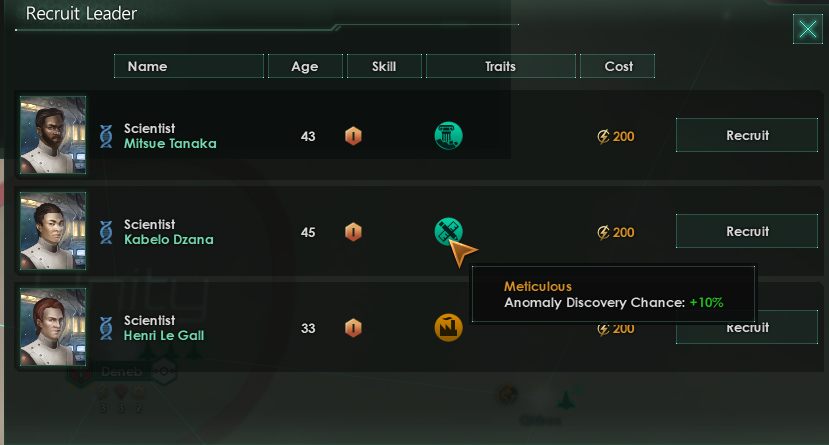 Recruit Leader
Name Age Skill Traits Cost
Scientist
Mitsue Tanaka
43
I
200
Recruit
Scientist
Kabelo Dzana
45
I
200
Recruit
Meticulous
Anomaly Discovery Chance: +10%
Scientist
Henri Le Gall
33
I
200
Recruit
Deneb